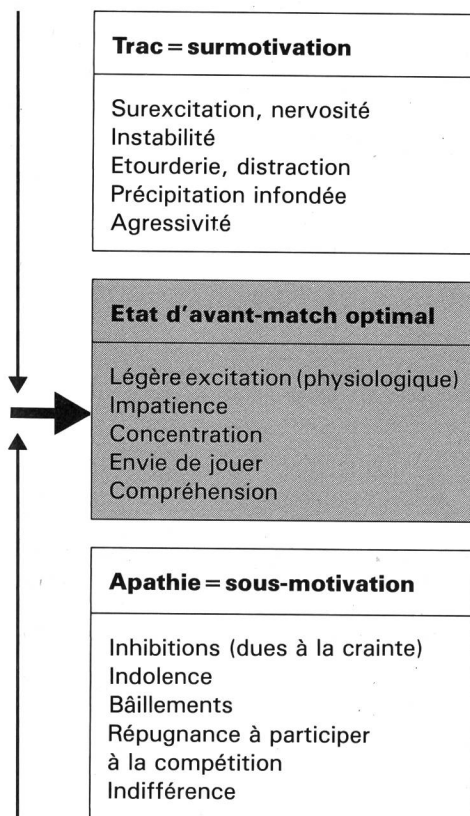 Trac = surmotivation
Surexcitation, nervosité
Instabilité
Etourderie, distraction
Précipitation infondée
Agressivité
Etat d'avant-match optimal
Légère excitation (physiologique)
Impatience
Concentration
Envie de jouer
Compréhension
Apathie = sous-motivation
Inhibitions (dues à la crainte)
Indolence
Bâillements
Répugnance à participer
à la compétition
Indifférence